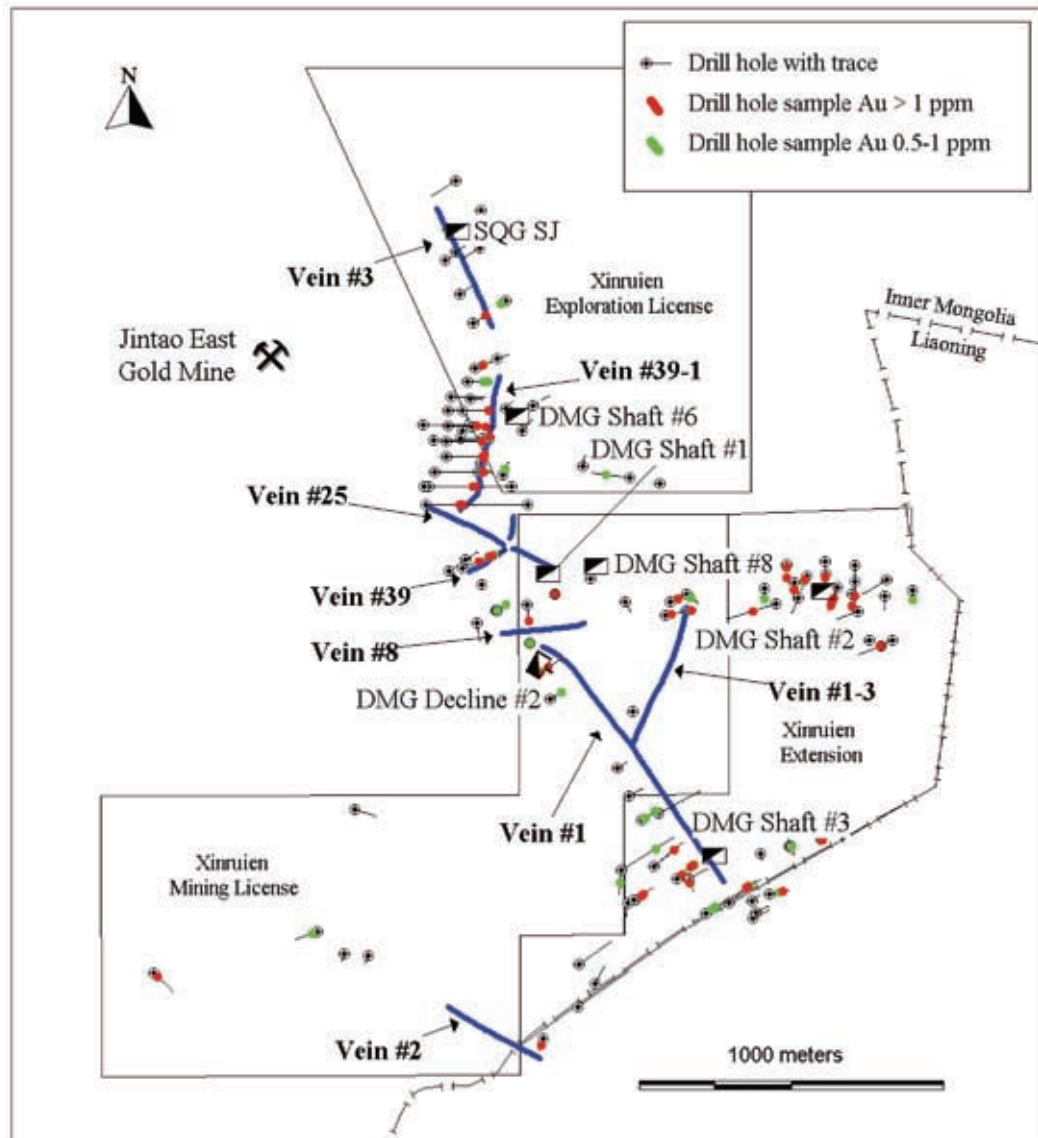 N
Drill hole with trace
Drill hole sample Au > 1 ppm
Drill hole sample Au 0.5-1 ppm
SQG SJ
Vein #3
Xinruien
Exploration License
Inner Mongolia
Liaoning
Jintao East
Gold Mine
Vein #39-1
DMG Shaft #6
DMG Shaft #1
Vein #25
DMG Shaft #8
Vein #39
DMG Shaft #2
Vein #8
DMG Decline #2
Vein #1-3
Xinruien
Extension
Vein #1
DMG Shaft #3
Xinruien
Mining License
Vein #2
1000 meters